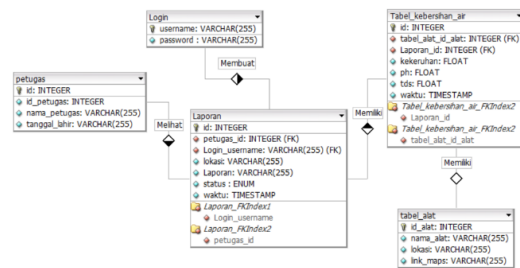 Login
username: VARCHAR(255)
password : VARCHAR(255)
Membuat
petugas
id: INTEGER
id_petugas: INTEGER
nama_petugas: VARCHAR(255)
tanggal_lahir: VARCHAR(255)
Melihat
Laporan
id: INTEGER
petugas_id: INTEGER (FK)
Login_username: VARCHAR(255) (FK)
lokasi: VARCHAR(255)
Laporan: VARCHAR(255)
status : ENUM
waktu: TIMESTAMP
Laporan_FKIndex1
Login_username
Laporan_FKIndex2
petugas_id
Memiliki
Tabel_kebersihan_air
id: INTEGER
tabel_alat_id_alat: INTEGER (FK)
Laporan_id: INTEGER (FK)
kekeruhan: FLOAT
ph: FLOAT
tds: FLOAT
waktu: TIMESTAMP
Tabel_kebersihan_air_FKIndex2
Laporan_id
Tabel_kebersihan_air_FKIndex2
tabel_alat_id_alat
Memiliki
tabel_alat
id_alat: INTEGER
nama_alat: VARCHAR(255)
lokasi: VARCHAR(255)
link_maps: VARCHAR(255)